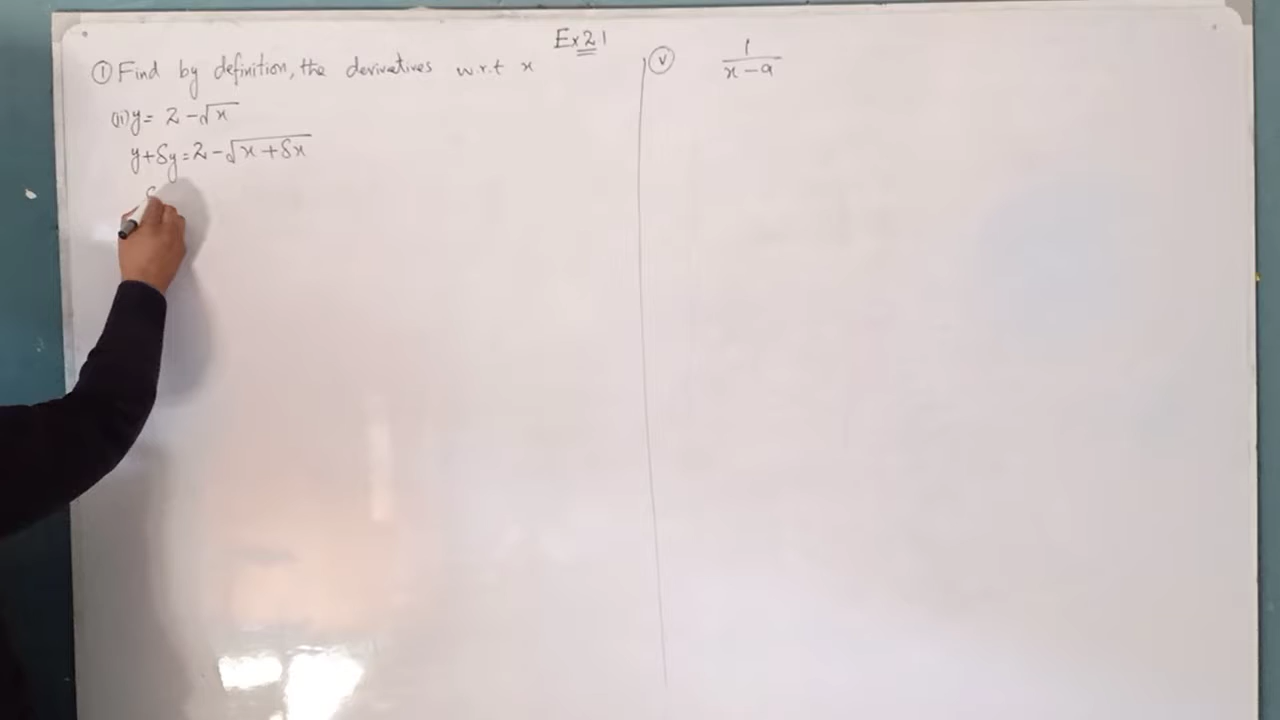 Ex 2.1
① Find by definition, the derivatives w.r.t x
(ii) y = 2 - √x
y + δy = 2 - √(x + δx)
δ
Ⓥ 1/(x - a)